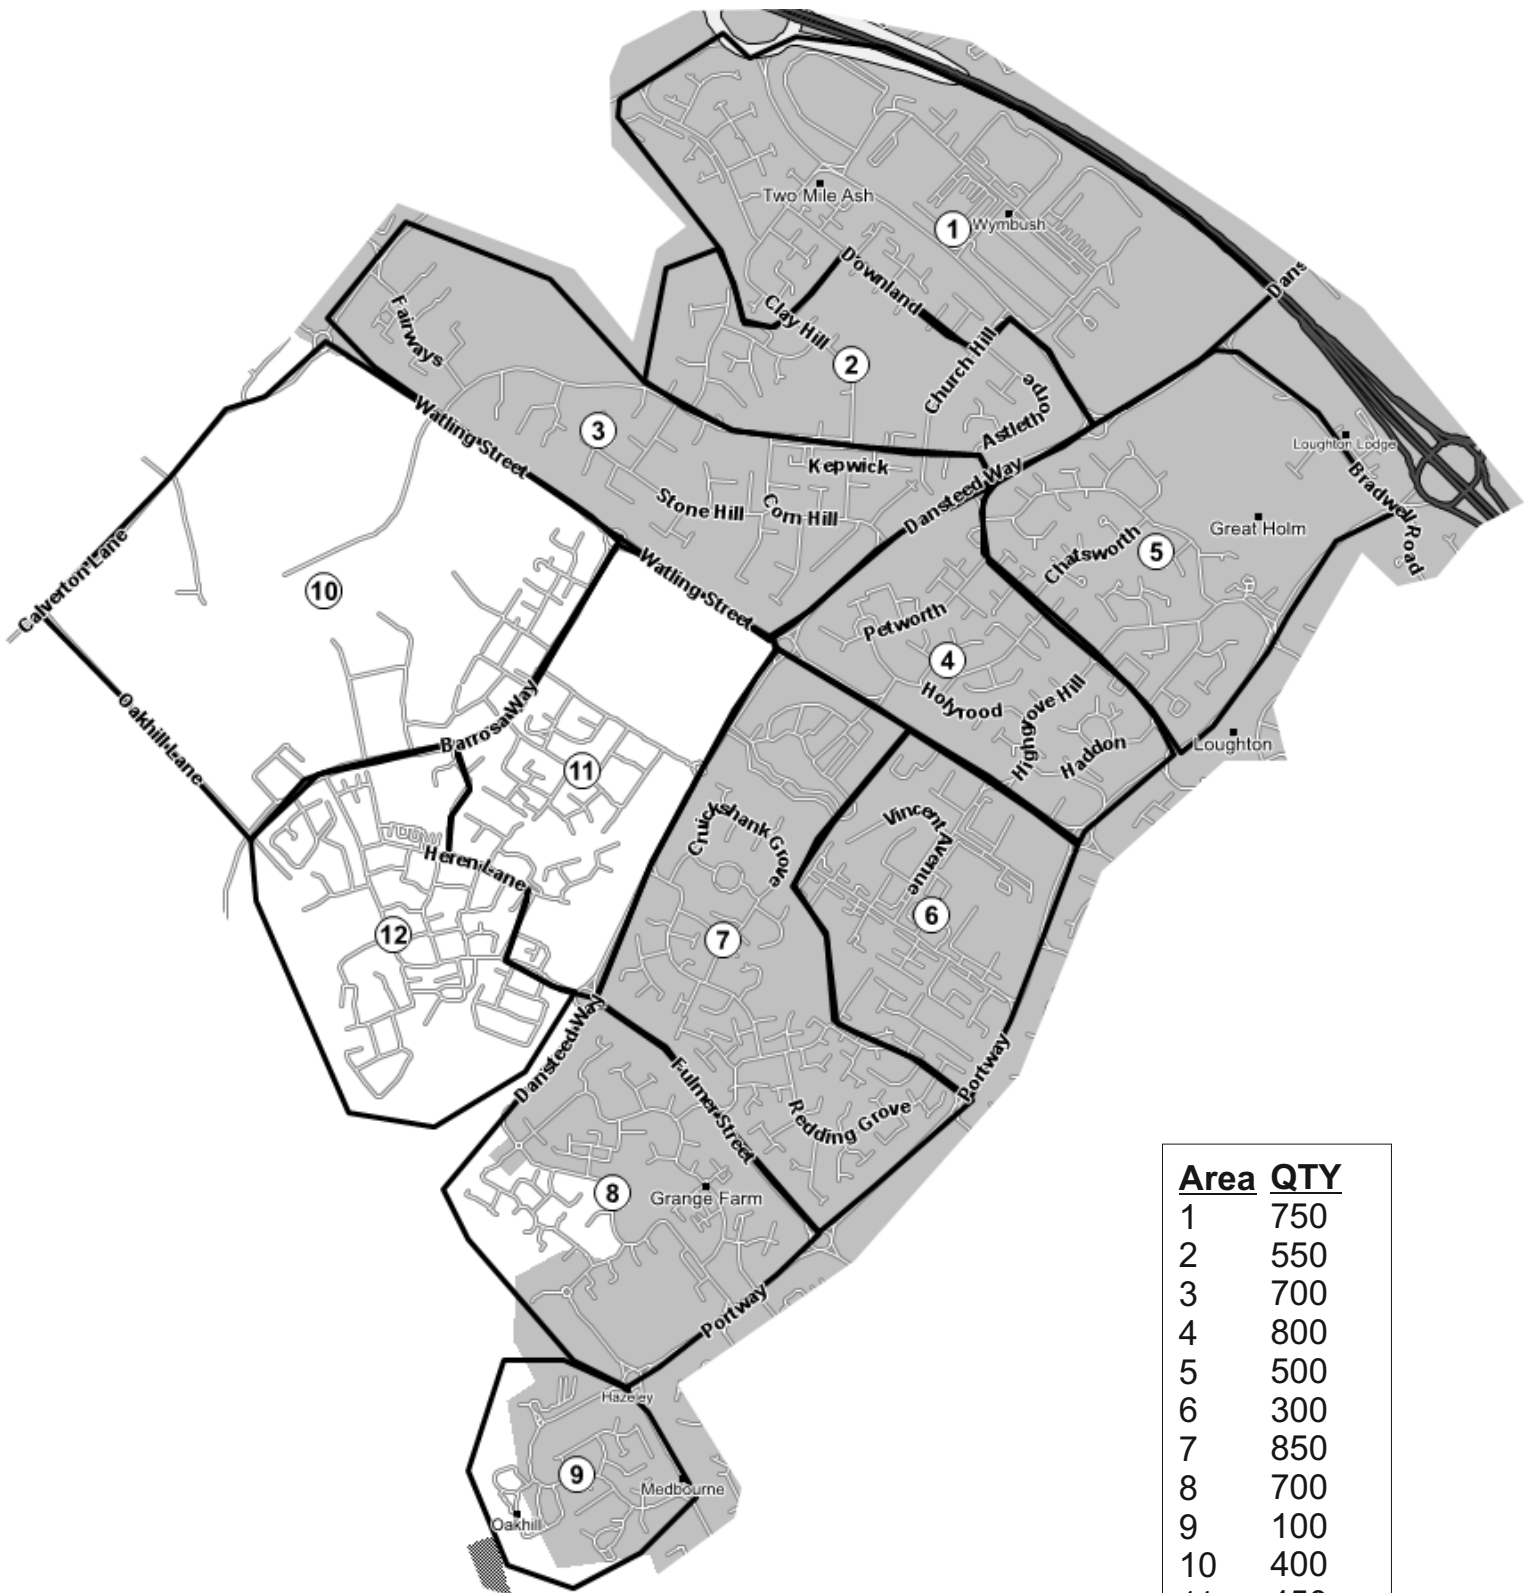 Two Mile Ash
1
Wymbush
Downland
Clay Hill
2
Church Hill
Astlethorpe
Fairways
Watling Street
3
Kepwick
Stone Hill
Corn Hill
Dansteed Way
Loughton Lodge
Bradwell Road
Great Holm
Chatsworth
5
Calverton Lane
10
Watling Street
Petworth
4
Holyrood
Highgrove Hill
Haddon
Loughton
Oakhill Lane
Barrosa Way
11
Cruickshank Grove
Vincent Avenue
Heren Lane
6
12
7
Dansteed Way
Portway
Fulmer Street
Redding Grove
8
Grange Farm
Portway
Hazeley
9
Medbourne
Oakhill
Area QTY
1 750
2 550
3 700
4 800
5 500
6 300
7 850
8 700
9 100
10 400